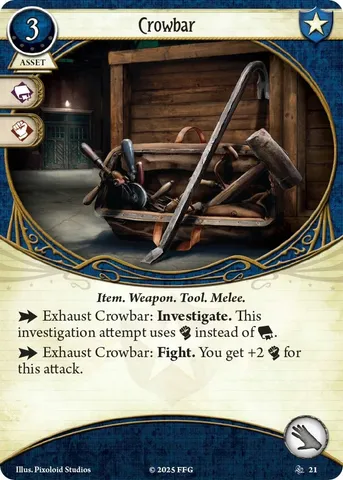 3
Crowbar
ASSET
Item. Weapon. Tool. Melee.
Exhaust Crowbar: Investigate. This
investigation attempt uses instead of .
Exhaust Crowbar: Fight. You get +2 for
this attack.
Illus. Pixoloid Studios © 2025 FFG 21